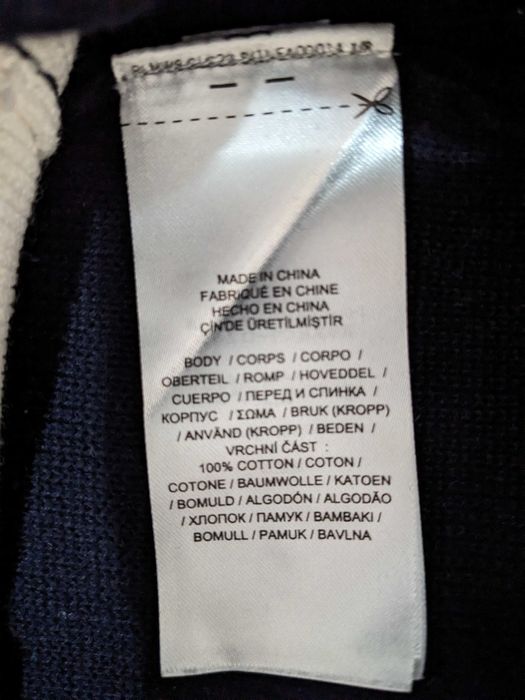 MADE IN CHINA
FABRIQUÉ EN CHINE
HECHO EN CHINA
ÇİN'DE ÜRETİLMİŞTİR
BODY / CORPS / CORPO /
OBERTEIL / ROMP / HOVEDDEL /
CUERPO / ПЕРЕД И СПИНКА /
КОРПУС / ΣΩΜΑ / BRUK (KROPP)
/ ANVÄND (KROPP) / BEDEN /
VRCHNÍ ČÁST :
100% COTTON / COTON /
COTONE / BAUMWOLLE / KATOEN
/ BOMULD / ALGODÓN / ALGODÃO
/ ХЛОПОК / ПАМУК / BAMBAKI /
BOMULL / PAMUK / BAVLNA